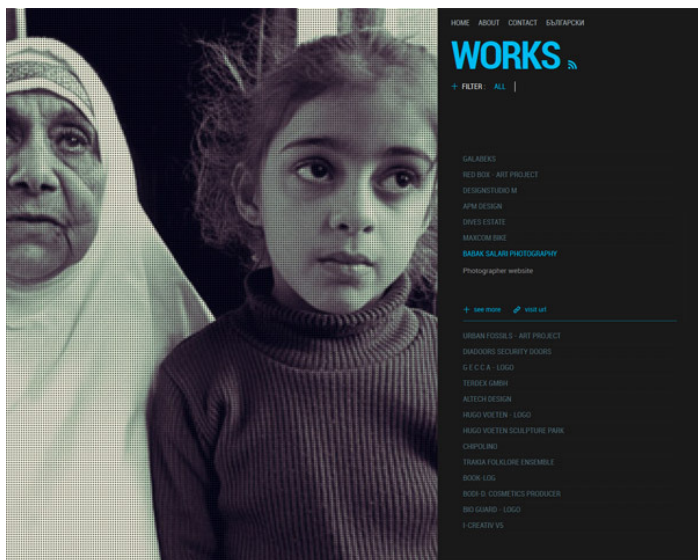 HOME ABOUT CONTACT БЪЛГАРСКИ
WORKS
+ FILTER : ALL
GALABEKS
RED BOX - ART PROJECT
DESIGNSTUDIO M
APM DESIGN
DIVES ESTATE
MAXCOM BIKE
BABAK SALARI PHOTOGRAPHY
Photographer website
+ see more visit url
URBAN FOSSILS - ART PROJECT
DIADOORS SECURITY DOORS
G E C C A - LOGO
TERDEX GMBH
ALTECH DESIGN
HUGO VOETEN - LOGO
HUGO VOETEN SCULPTURE PARK
CHIPOLINO
TRAKIA FOLKLORE ENSEMBLE
BOOK-LOG
BODI-D. COSMETICS PRODUCER
BIO GUARD - LOGO
I-CREATIV V5